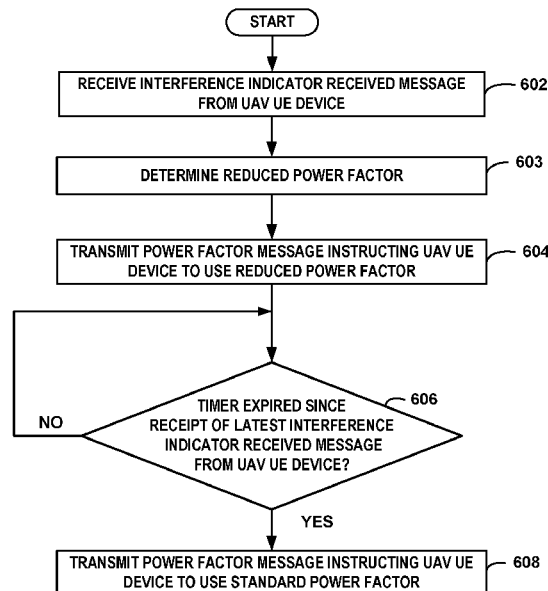 START
RECEIVE INTERFERENCE INDICATOR RECEIVED MESSAGE
FROM UAV UE DEVICE
602
DETERMINE REDUCED POWER FACTOR
603
TRANSMIT POWER FACTOR MESSAGE INSTRUCTING UAV UE
DEVICE TO USE REDUCED POWER FACTOR
604
TIMER EXPIRED SINCE
RECEIPT OF LATEST INTERFERENCE
INDICATOR RECEIVED MESSAGE
FROM UAV UE DEVICE?
606
NO
YES
TRANSMIT POWER FACTOR MESSAGE INSTRUCTING UAV UE
DEVICE TO USE STANDARD POWER FACTOR
608